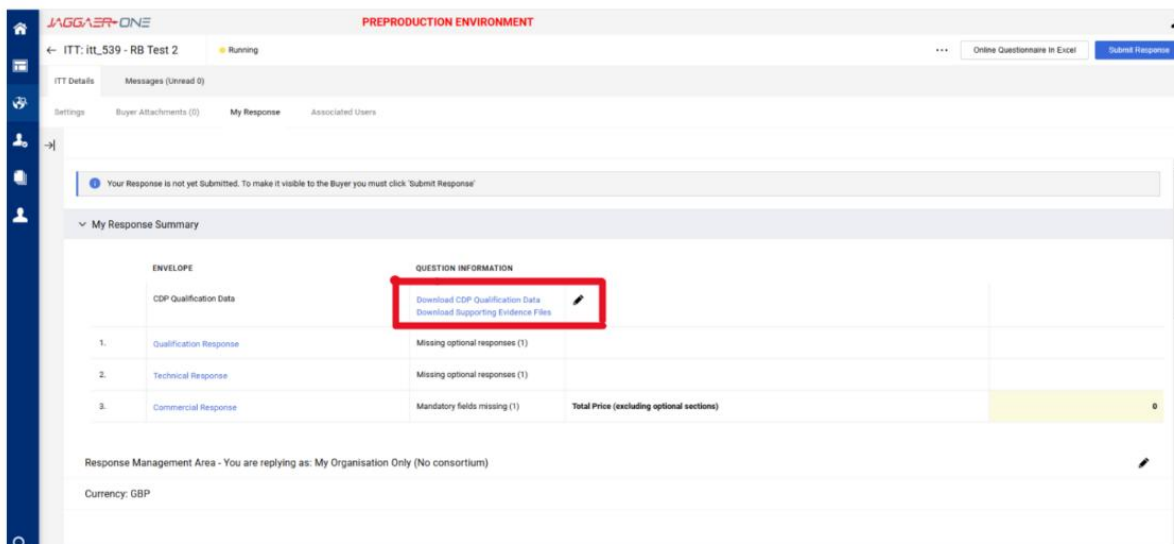 JAGGAER ONE
PREPRODUCTION ENVIRONMENT
← ITT: itt_539 - RB Test 2
Running
...
Online Questionnaire In Excel
Submit Response
ITT Details
Messages (Unread 0)
Settings
Buyer Attachments (0)
My Response
Associated Users
Your Response is not yet Submitted. To make it visible to the Buyer you must click 'Submit Response'
My Response Summary
ENVELOPE
QUESTION INFORMATION
CDP Qualification Data
Download CDP Qualification Data
Download Supporting Evidence Files
1. Qualification Response Missing optional responses (1)
2. Technical Response Missing optional responses (1)
3. Commercial Response Mandatory fields missing (1) Total Price (excluding optional sections) 0
Response Management Area - You are replying as: My Organisation Only (No consortium)
Currency: GBP